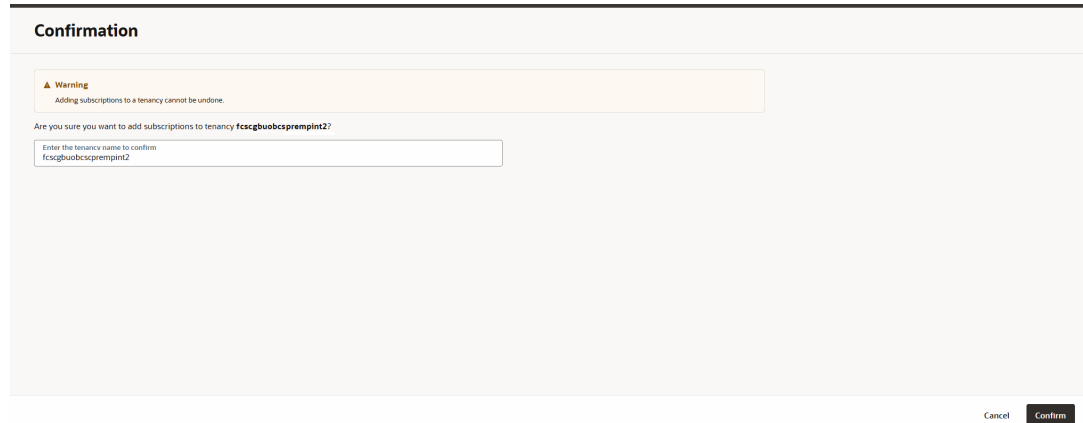 Confirmation
Warning
Adding subscriptions to a tenancy cannot be undone.
Are you sure you want to add subscriptions to tenancy fcscgbuobcsprempint2?
Enter the tenancy name to confirm
fcscgbuobcscprempint2
Cancel
Confirm